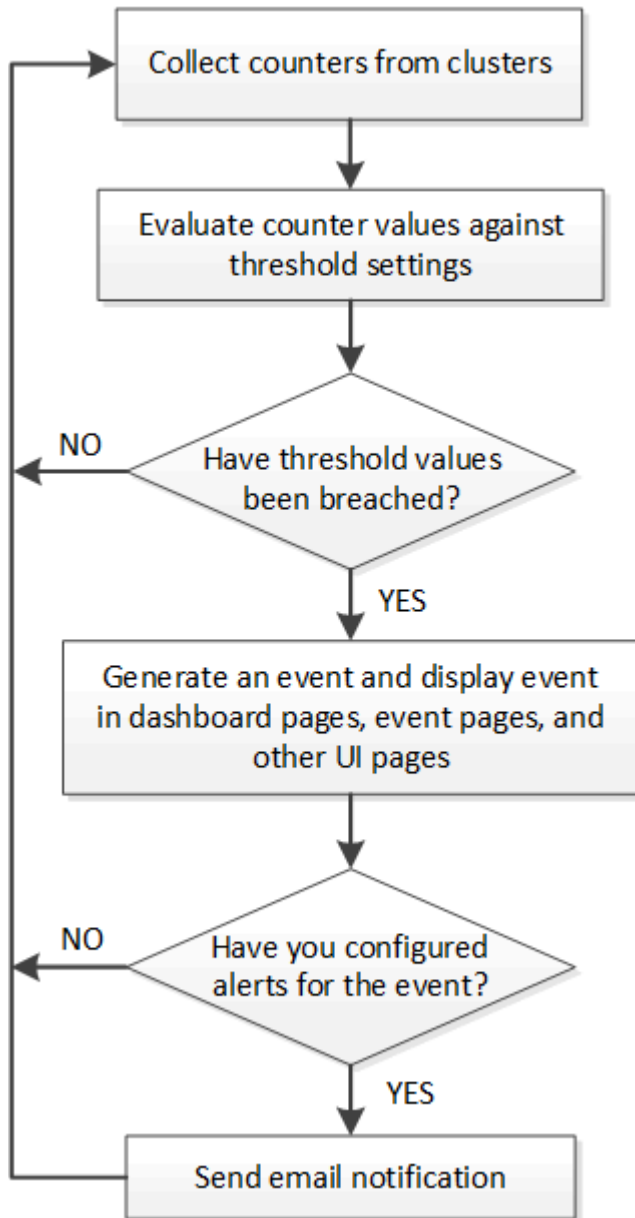 Collect counters from clusters
Evaluate counter values against
threshold settings
NO
Have threshold values
been breached?
YES
Generate an event and display event
in dashboard pages, event pages, and
other UI pages
NO
Have you configured
alerts for the event?
YES
Send email notification